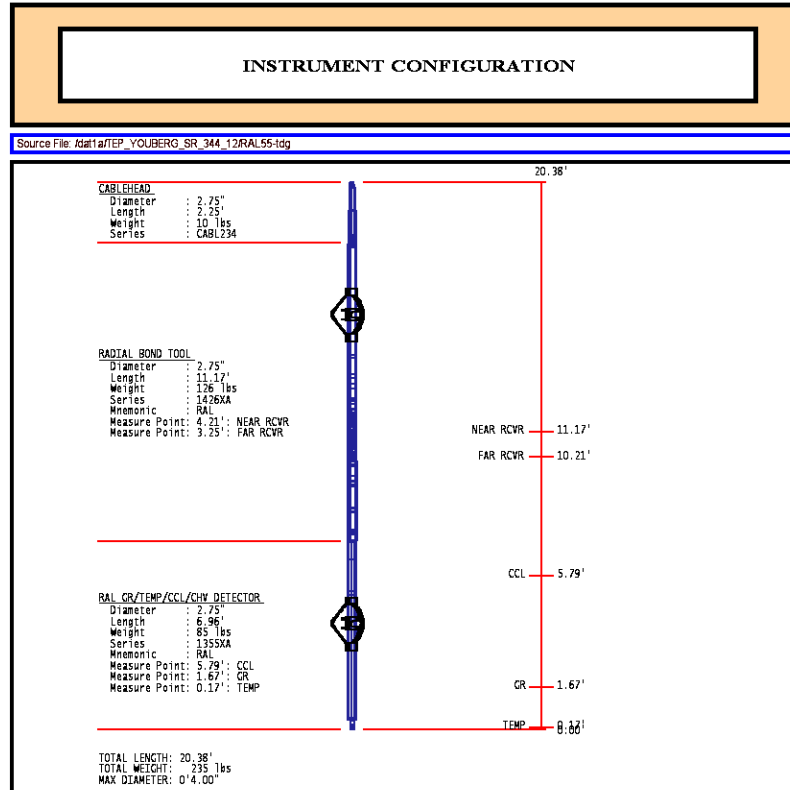 INSTRUMENT CONFIGURATION
Source File: /dat1a/TEP_YOUBERG_SR_344_12/RAL55-tdg
20.38'
CABLEHEAD
Diameter : 2.75"
Length : 2.25'
Weight : 10 lbs
Series : CABL234
RADIAL BOND TOOL
Diameter : 2.75"
Length : 11.17'
Weight : 126 lbs
Series : 1426XA
Mnemonic : RAL
Measure Point: 4.21': NEAR RCVR
Measure Point: 3.25': FAR RCVR
NEAR RCVR 11.17'
FAR RCVR 10.21'
CCL 5.79'
RAL GR/TEMP/CCL/CHV DETECTOR
Diameter : 2.75"
Length : 6.96'
Weight : 85 lbs
Series : 1355XA
Mnemonic : RAL
Measure Point: 5.79': CCL
Measure Point: 1.67': GR
Measure Point: 0.17': TEMP
GR 1.67'
TEMP 0.17'
0.00'
TOTAL LENGTH: 20.38'
TOTAL WEIGHT: 235 lbs
MAX DIAMETER: 0'4.00"